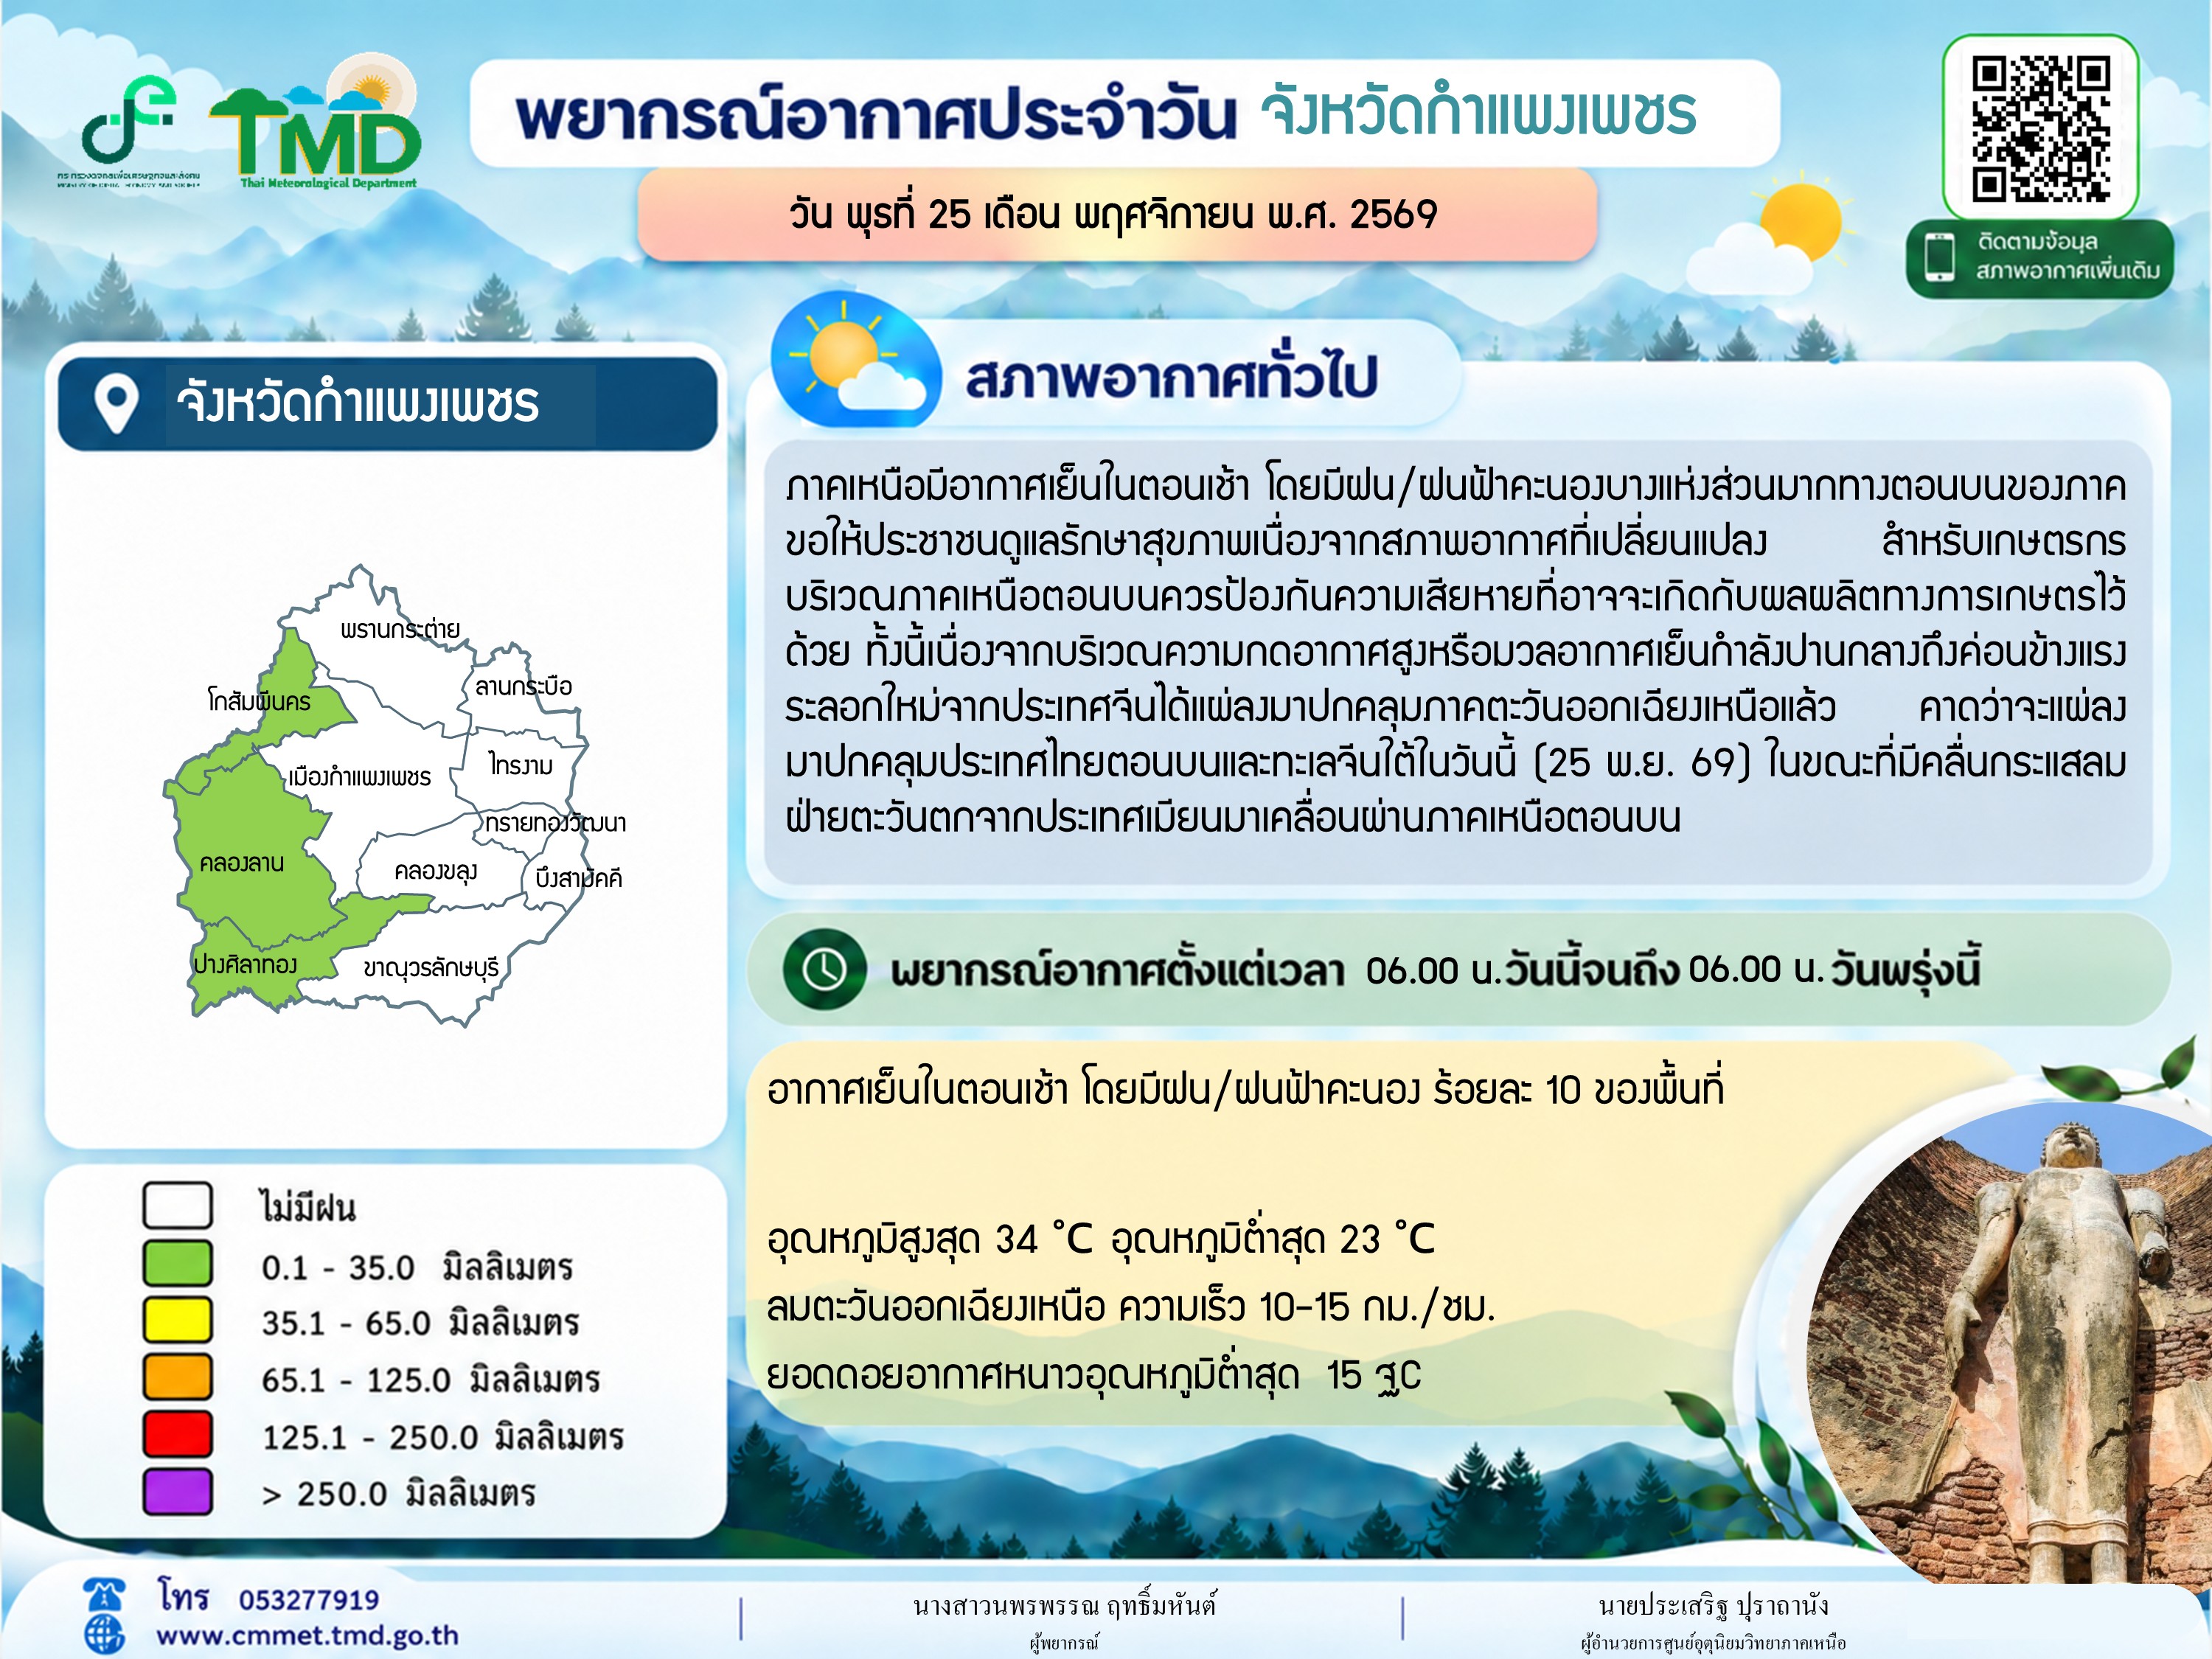 พยากรณ์อากาศประจำวัน จังหวัดกำแพงเพชร
TMD
Thai Meteorological Department
วัน พุธที่ 25 เดือน พฤศจิกายน พ.ศ. 2569
ติดตามข้อมูล
สภาพอากาศเพิ่มเติม
จังหวัดกำแพงเพชร
พรานกระต่าย
ลานกระบือ
โกสัมพีนคร
ไทรงาม
เมืองกำแพงเพชร
ทรายทองวัฒนา
คลองลาน
คลองขลุง
บึงสามัคคี
ปางศิลาทอง
ขาณุวรลักษบุรี
ไม่มีฝน
0.1 - 35.0 มิลลิเมตร
35.1 - 65.0 มิลลิเมตร
65.1 - 125.0 มิลลิเมตร
125.1 - 250.0 มิลลิเมตร
> 250.0 มิลลิเมตร
สภาพอากาศทั่วไป
ภาคเหนือมีอากาศเย็นในตอนเช้า โดยมีฝน/ฝนฟ้าคะนองบางแห่งส่วนมากทางตอนบนของภาค
ขอให้ประชาชนดูแลรักษาสุขภาพเนื่องจากสภาพอากาศที่เปลี่ยนแปลง สำหรับเกษตรกร
บริเวณภาคเหนือตอนบนควรป้องกันความเสียหายที่อาจจะเกิดกับผลผลิตทางการเกษตรไว้
ด้วย ทั้งนี้เนื่องจากบริเวณความกดอากาศสูงหรือมวลอากาศเย็นกำลังปานกลางถึงค่อนข้างแรง
ระลอกใหม่จากประเทศจีนได้แผ่ลงมาปกคลุมภาคตะวันออกเฉียงเหนือแล้ว คาดว่าจะแผ่ลง
มาปกคลุมประเทศไทยตอนบนและทะเลจีนใต้ในวันนี้ (25 พ.ย. 69) ในขณะที่มีคลื่นกระแสลม
ฝ่ายตะวันตกจากประเทศเมียนมาเคลื่อนผ่านภาคเหนือตอนบน
พยากรณ์อากาศตั้งแต่เวลา 06.00 น. วันนี้จนถึง 06.00 น. วันพรุ่งนี้
อากาศเย็นในตอนเช้า โดยมีฝน/ฝนฟ้าคะนอง ร้อยละ 10 ของพื้นที่
อุณหภูมิสูงสุด 34 °C อุณหภูมิต่ำสุด 23 °C
ลมตะวันออกเฉียงเหนือ ความเร็ว 10-15 กม./ชม.
ยอดดอยอากาศหนาวอุณหภูมิต่ำสุด 15 ฐC
โทร 053277919
www.cmmet.tmd.go.th
นางสาวนพรพรรณ ฤทธิ์มหันต์
ผู้พยากรณ์
นายประเสริฐ ปุราถานัง
ผู้อำนวยการศูนย์อุตุนิยมวิทยาภาคเหนือ